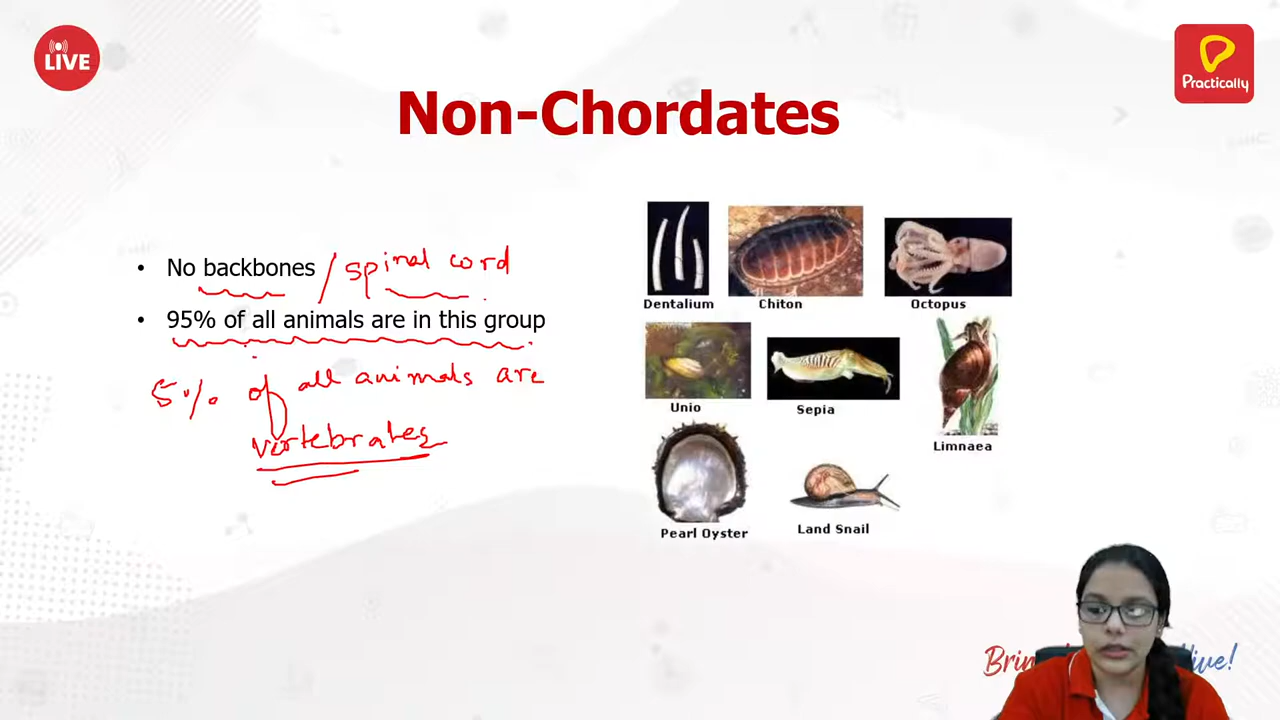 LIVE
Practically
Non-Chordates
• No backbones / spinal cord
• 95% of all animals are in this group
5% of all animals are
vertebrates
Dentalium
Chiton
Octopus
Unio
Sepia
Limnaea
Pearl Oyster
Land Snail